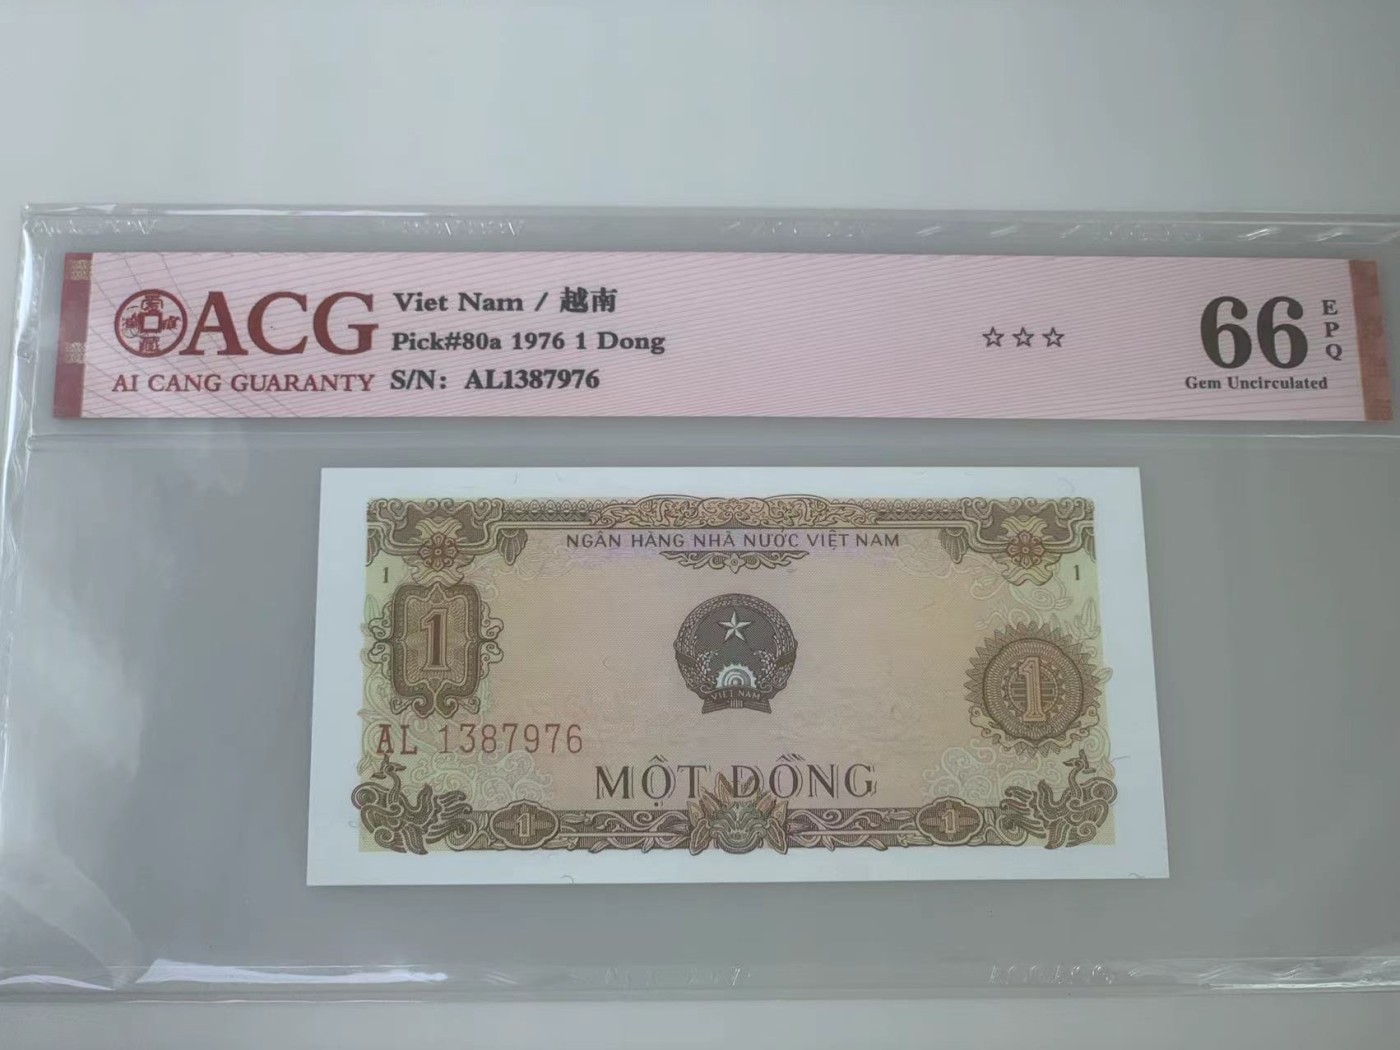 ACG
AI CANG GUARANTY
Viet Nam / 越南
Pick#80a 1976 1 Dong
S/N: AL1387976
☆☆☆
66
EPQ
Gem Uncirculated
NGÂN HÀNG NHÀ NƯỚC VIỆT NAM
1
1
1
VIET NAM
1
AL 1387976
MỘT ĐỒNG
1
1